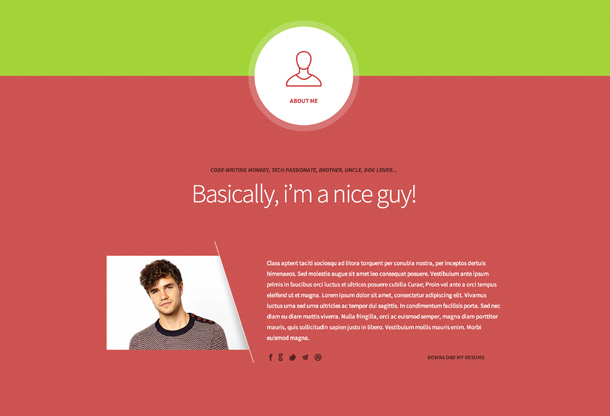 ABOUT ME
CODE-WRITING MONKEY, TECH PASSIONATE, BROTHER, UNCLE, DOG LOVER...
Basically, i'm a nice guy!
Class aptent taciti sociosqu ad litora torquent per conubia nostra, per inceptos dertuis
himenaeos. Sed molestie augue sit amet leo consequat posuere. Vestibulum ante ipsum
primis in faucibus orci luctus et ultrices posuere cubilia Curae; Proin vel ante a orci tempus
eleifend ut et magna. Lorem ipsum dolor sit amet, consectetur adipiscing elit. Vivamus
luctus urna sed urna ultricies ac tempor dui sagittis. In condimentum facilisis porta. Sed nec
diam eu diam mattis viverra. Nulla fringilla, orci ac euismod semper, magna diam porttitor
mauris, quis sollicitudin sapien justo in libero. Vestibulum mollis mauris enim. Morbi
euismod magna.
DOWNLOAD MY RESUME